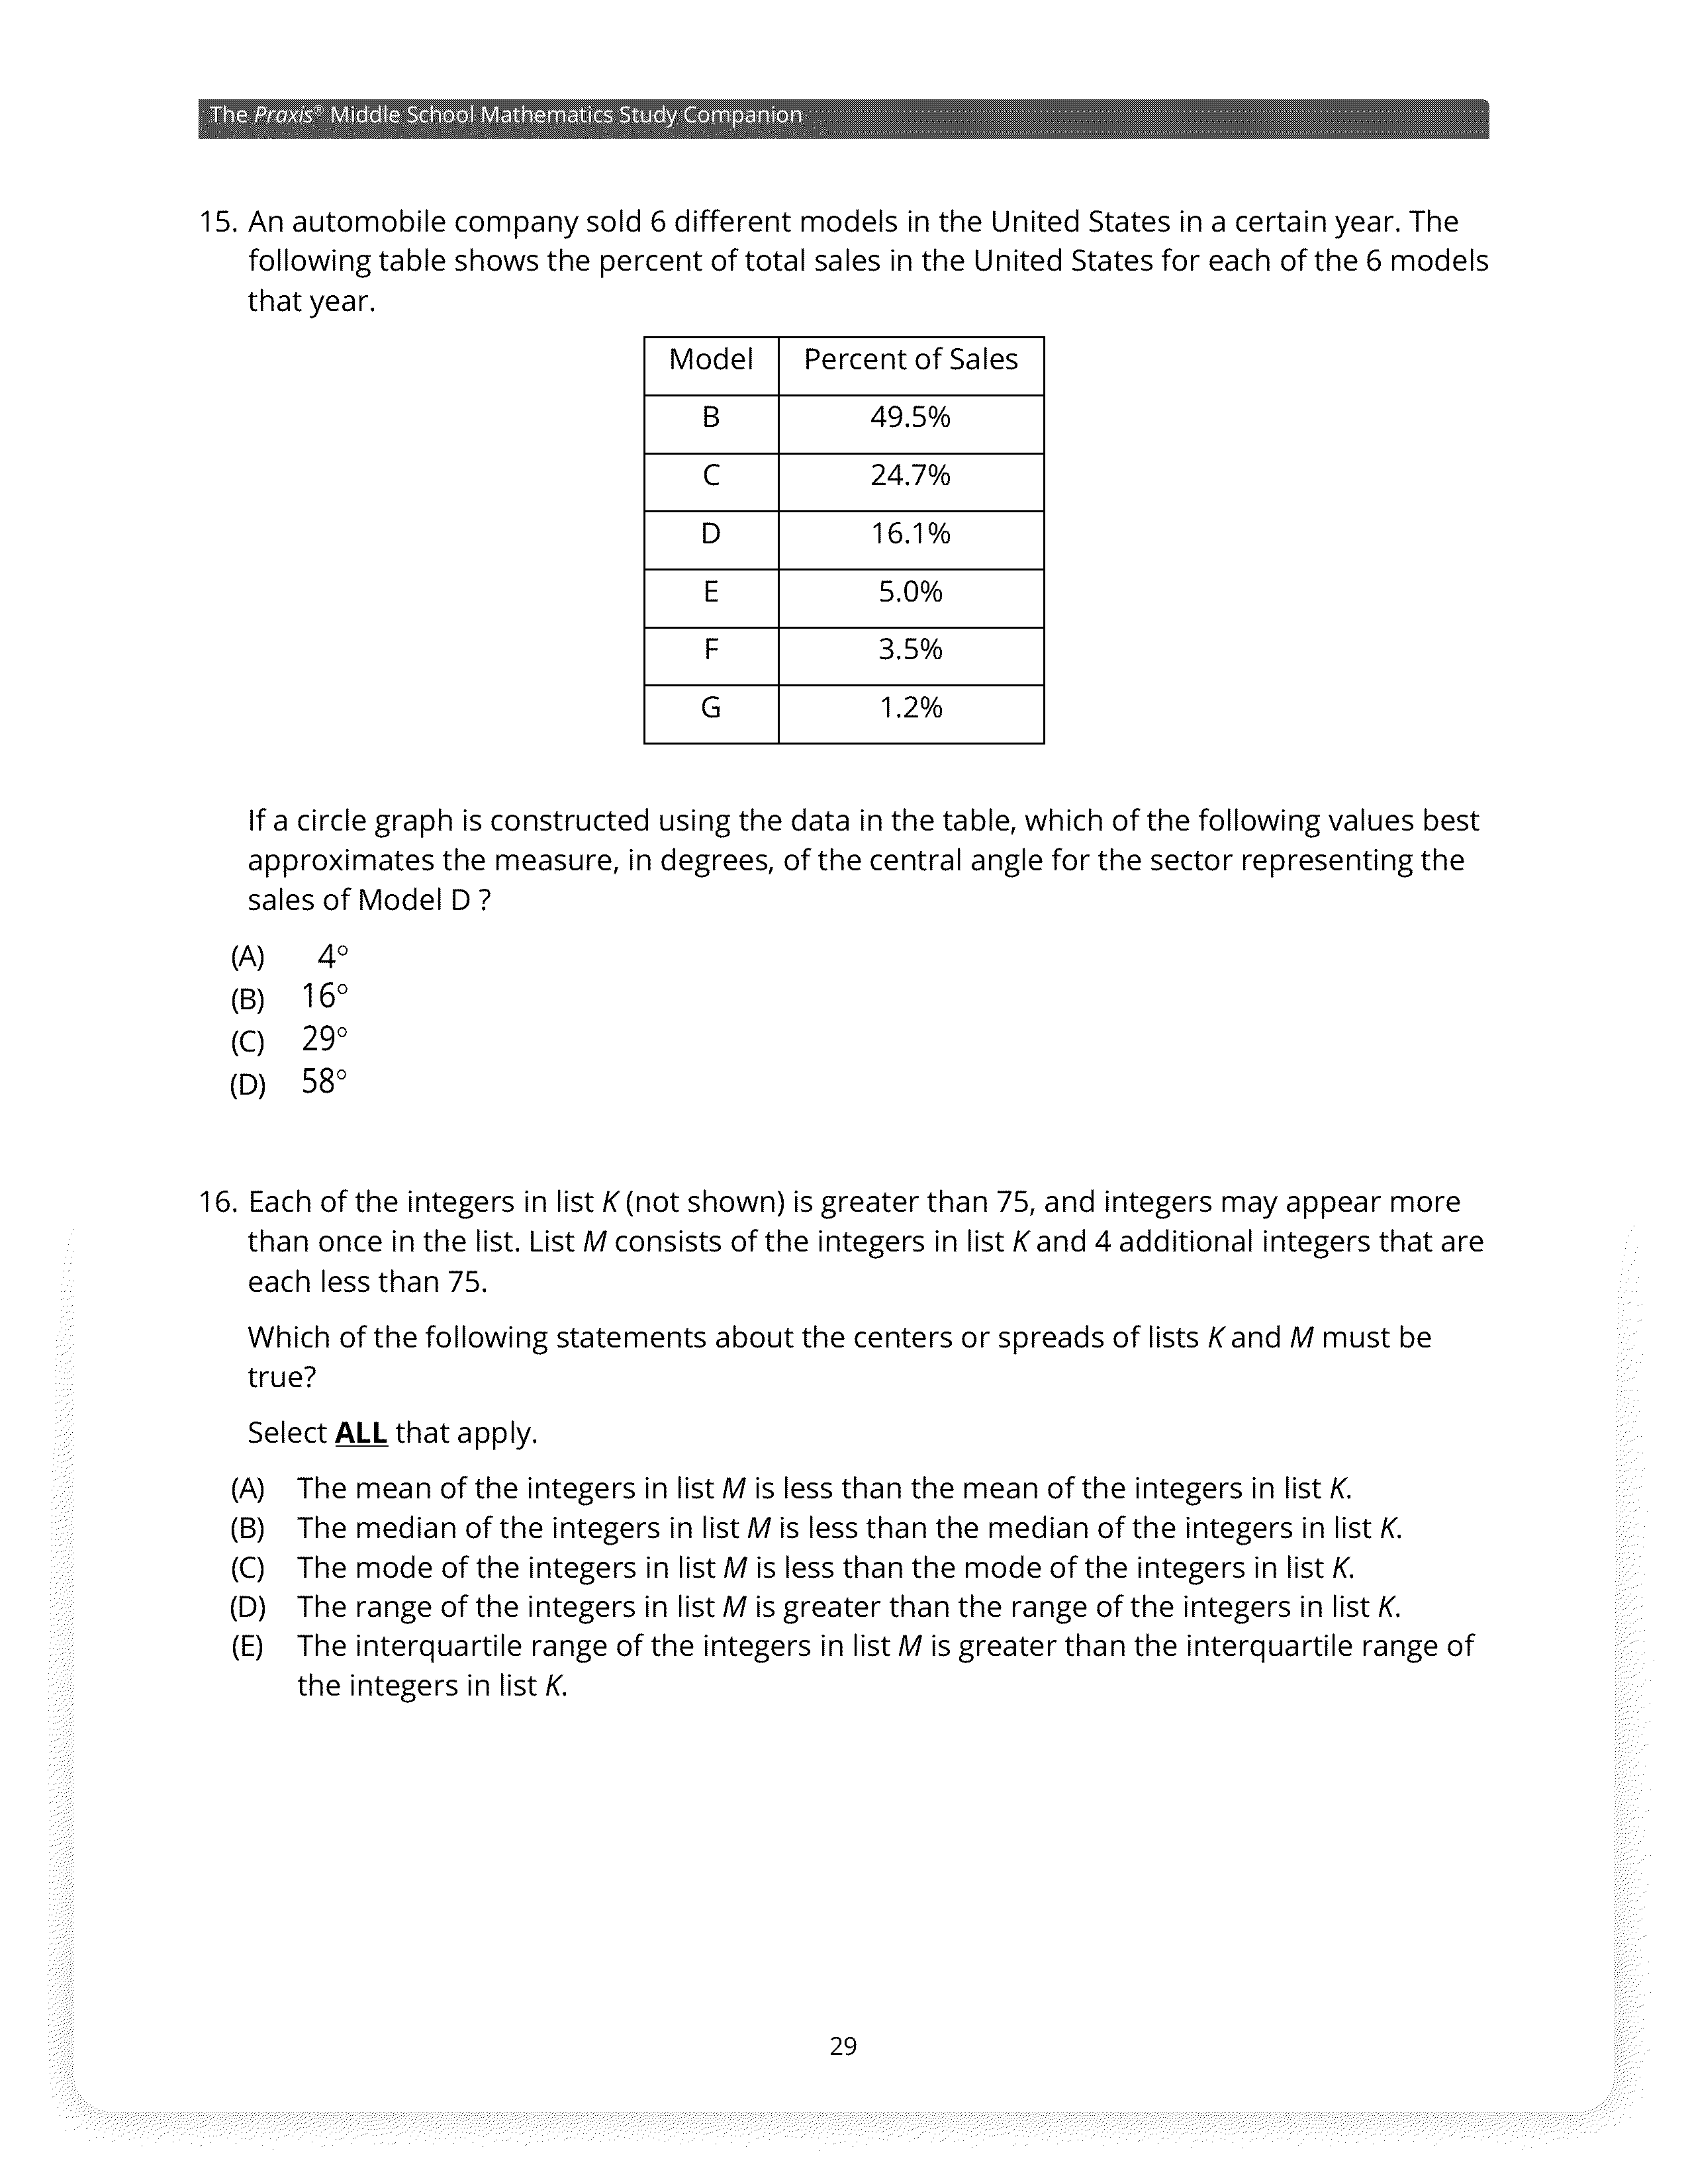 The Praxis® Middle School Mathematics Study Companion
15. An automobile company sold 6 different models in the United States in a certain year. The
following table shows the percent of total sales in the United States for each of the 6 models
that year.
Model Percent of Sales
B 49.5%
C 24.7%
D 16.1%
E 5.0%
F 3.5%
G 1.2%
If a circle graph is constructed using the data in the table, which of the following values best
approximates the measure, in degrees, of the central angle for the sector representing the
sales of Model D ?
(A) 4°
(B) 16°
(C) 29°
(D) 58°
16. Each of the integers in list K (not shown) is greater than 75, and integers may appear more
than once in the list. List M consists of the integers in list K and 4 additional integers that are
each less than 75.
Which of the following statements about the centers or spreads of lists K and M must be
true?
Select ALL that apply.
(A) The mean of the integers in list M is less than the mean of the integers in list K.
(B) The median of the integers in list M is less than the median of the integers in list K.
(C) The mode of the integers in list M is less than the mode of the integers in list K.
(D) The range of the integers in list M is greater than the range of the integers in list K.
(E) The interquartile range of the integers in list M is greater than the interquartile range of
the integers in list K.
29